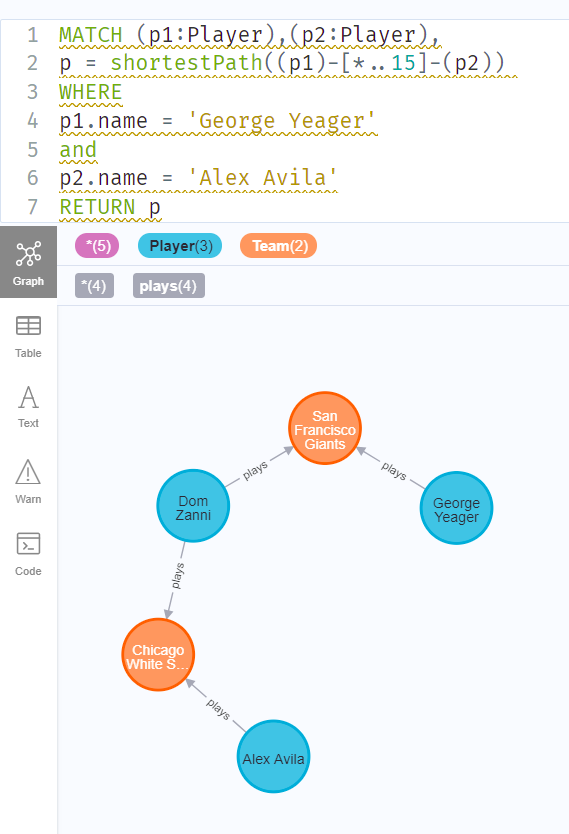 1 MATCH (p1:Player),(p2:Player),
2 p = shortestPath((p1)-[*..15]-(p2))
3 WHERE
4 p1.name = 'George Yeager'
5 and
6 p2.name = 'Alex Avila'
7 RETURN p
Graph
*(5) Player(3) Team(2)
*(4) plays(4)
Table
Text
Warn
Code
San
Francisco
Giants
plays
plays
Dom
Zanni
George
Yeager
plays
Chicago
White S...
plays
Alex Avila